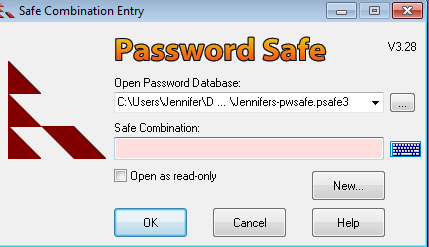 Safe Combination Entry
Password Safe
V3.28
Open Password Database:
C:\Users\Jennifer\D ... \Jennifers-pwsafe.psafe3
...
Safe Combination:
Open as read-only
New...
OK
Cancel
Help